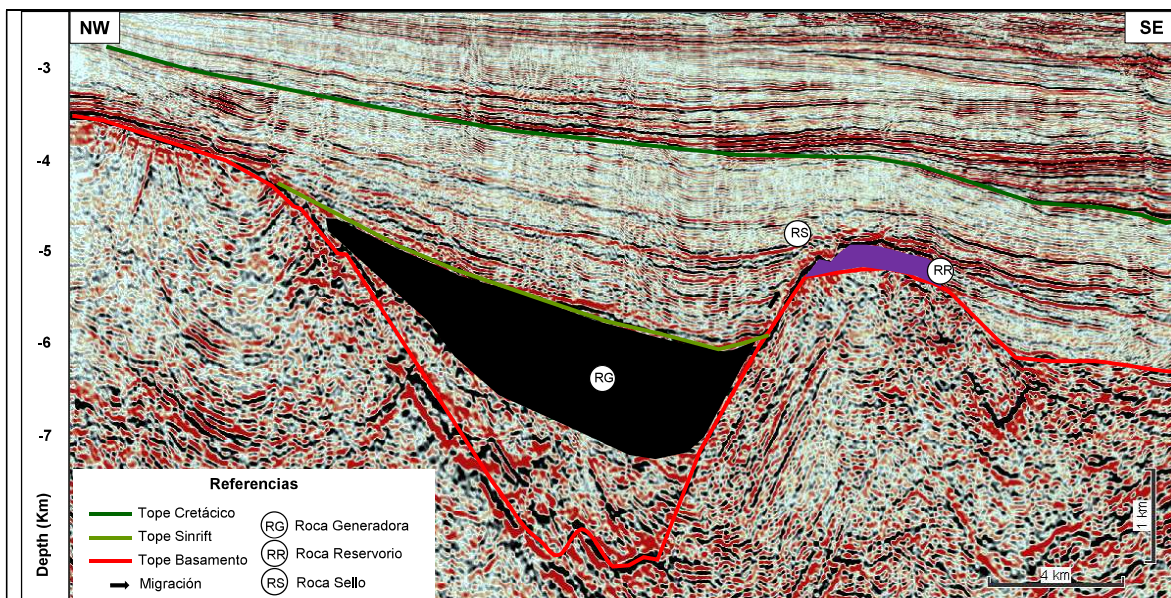 NW
SE
-3
-4
-5
-6
-7
Depth (Km)
RS
RR
RG
Referencias
Tope Cretácico
Tope Sinrift
Tope Basamento
Migración
RG Roca Generadora
RR Roca Reservorio
RS Roca Sello
1 km
4 km